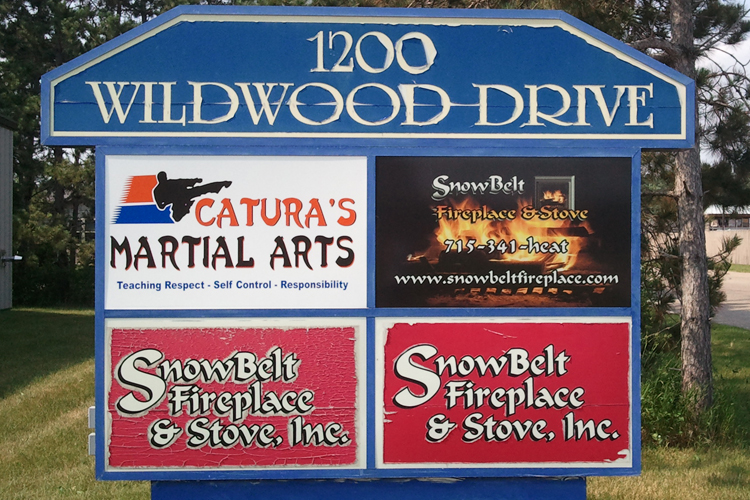 1200
WILDWOOD DRIVE
CATURA'S
MARTIAL ARTS
Teaching Respect - Self Control - Responsibility
SnowBelt
Fireplace & Stove
715-341-heat
www.snowbeltfireplace.com
SnowBelt
Fireplace
& Stove, Inc.
SnowBelt
Fireplace
& Stove, Inc.